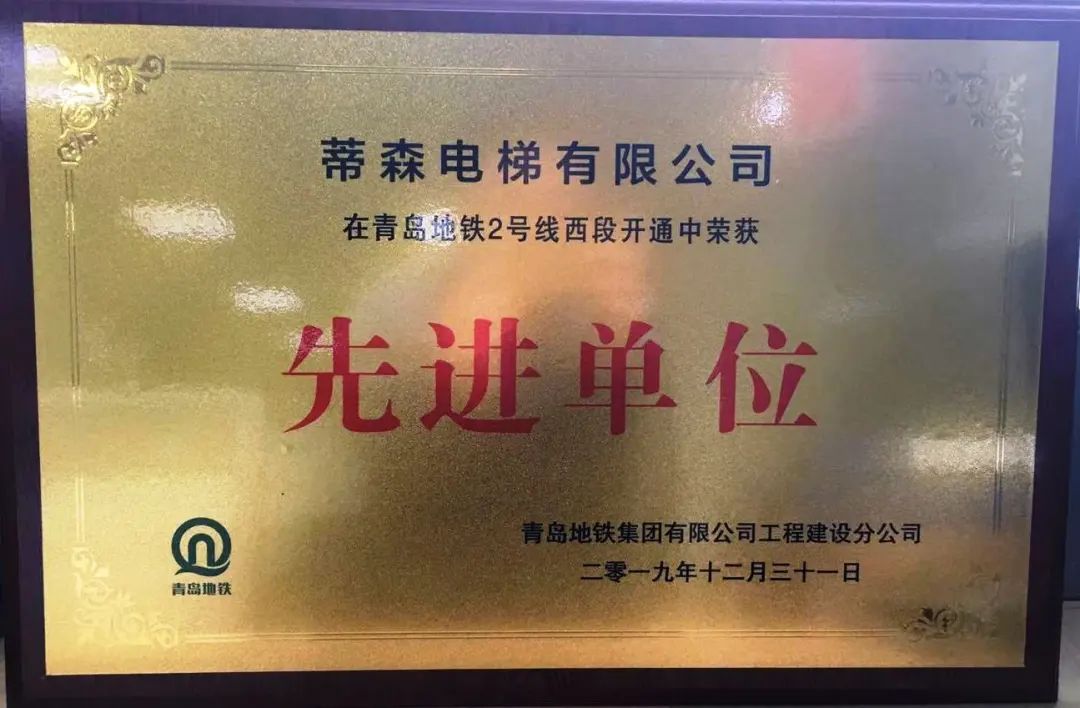 蒂森电梯有限公司
在青岛地铁2号线西段开通中荣获
先进单位
青岛地铁集团有限公司工程建设分公司
二零一九年十二月三十一日
青岛地铁